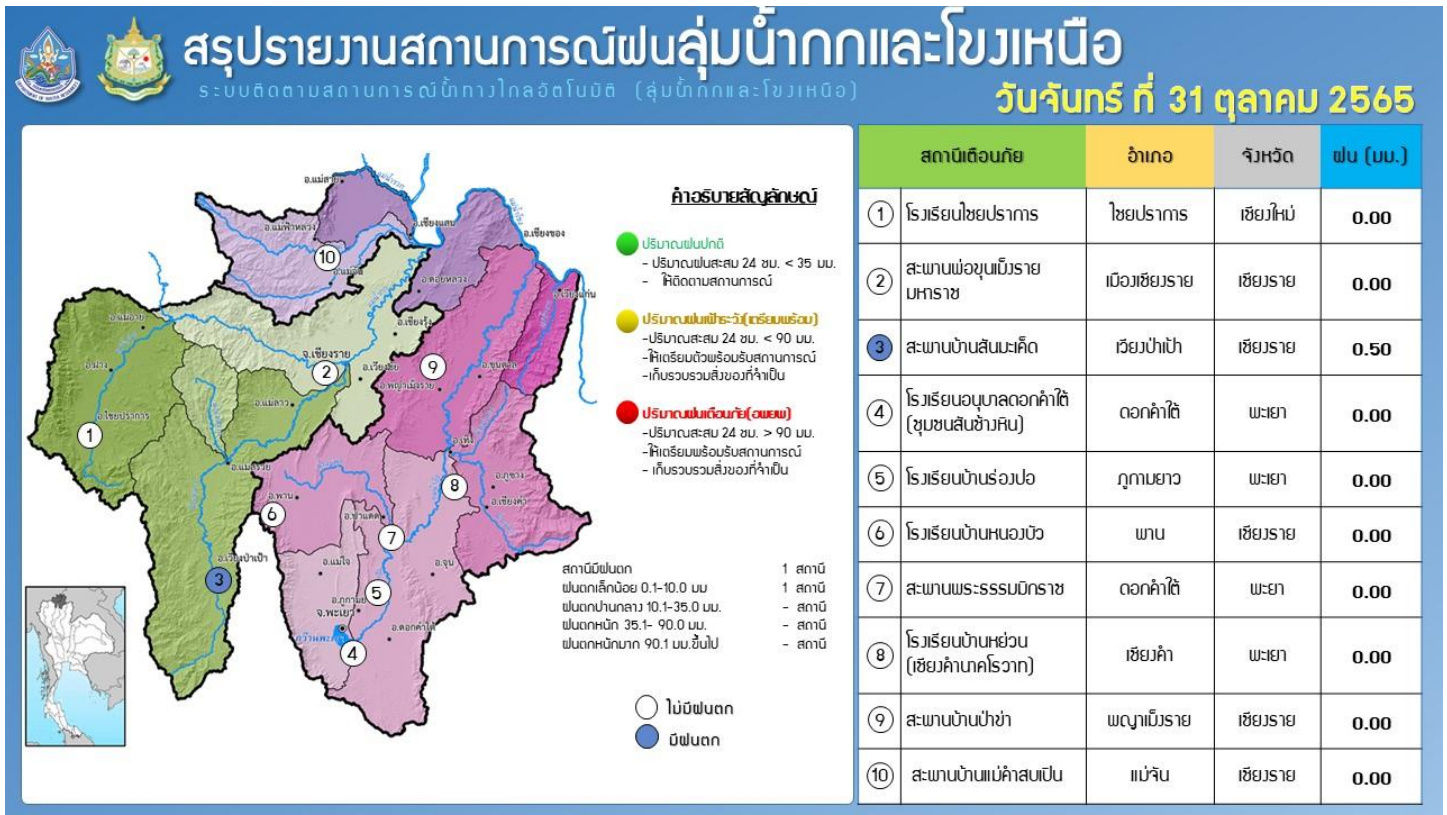 สรุปรายงานสถานการณ์ฝนลุ่มน้ำกกและโขงเหนือ
ระบบติดตามสถานการณ์น้ำทางไกลอัตโนมัติ (ลุ่มน้ำกกและโขงเหนือ)
วันจันทร์ ที่ 31 ตุลาคม 2565
อ.แม่สาย
อ.แม่ฟ้าหลวง
อ.เชียงแสน
อ.เชียงของ
10
อ.แม่จัน
อ.ดอยหลวง
อ.เวียงแก่น
อ.แม่อาย
อ.เชียงรุ้ง
อ.ฝาง
จ.เชียงราย
2
อ.เวียงชัย
9
อ.ขุนตาล
อ.พญาเม็งราย
อ.ไชยปราการ
อ.แม่ลาว
1
อ.เทิง
อ.แม่สรวย
8
อ.ภูซาง
อ.พาน
อ.เชียงคำ
6
อ.ป่าแดด
7
อ.เวียงป่าเป้า
อ.แม่ใจ
อ.จุน
3
5
อ.ภูกามยาว
จ.พะเยา
กว๊านพะเยา
อ.ดอกคำใต้
4
คำอธิบายสัญลักษณ์
ปริมาณฝนปกติ
- ปริมาณฝนสะสม 24 ชม. < 35 มม.
- ให้ติดตามสถานการณ์
ปริมาณฝนเฝ้าระวัง(เตรียมพร้อม)
-ปริมาณสะสม 24 ชม. < 90 มม.
-ให้เตรียมตัวพร้อมรับสถานการณ์
-เก็บรวบรวมสิ่งของที่จำเป็น
ปริมาณฝนเตือนภัย(อพยพ)
-ปริมาณสะสม 24 ชม. > 90 มม.
-ให้เตรียมพร้อมรับสถานการณ์
- เก็บรวบรวมสิ่งของที่จำเป็น
สถานีมีฝนตก 1 สถานี
ฝนตกเล็กน้อย 0.1-10.0 มม 1 สถานี
ฝนตกปานกลาง 10.1-35.0 มม. - สถานี
ฝนตกหนัก 35.1- 90.0 มม. - สถานี
ฝนตกหนักมาก 90.1 มม.ขึ้นไป - สถานี
ไม่มีฝนตก
มีฝนตก
สถานีเตือนภัย อำเภอ จังหวัด ฝน (มม.)
1 โรงเรียนไชยปราการ ไชยปราการ เชียงใหม่ 0.00
2 สะพานพ่อขุนเม็งราย
มหาราช เมืองเชียงราย เชียงราย 0.00
3 สะพานบ้านสันมะเค็ด เวียงป่าเป้า เชียงราย 0.50
4 โรงเรียนอนุบาลดอกคำใต้
(ชุมชนสันช้างหิน) ดอกคำใต้ พะเยา 0.00
5 โรงเรียนบ้านร่องปอ ภูกามยาว พะเยา 0.00
6 โรงเรียนบ้านหนองบัว พาน เชียงราย 0.00
7 สะพานพระธรรมมิกราช ดอกคำใต้ พะยา 0.00
8 โรงเรียนบ้านหย่วน
(เชียงคำนาคโรวาท) เชียงคำ พะเยา 0.00
9 สะพานบ้านป่าข่า พญาเม็งราย เชียงราย 0.00
10 สะพานบ้านแม่คำสบเปิน แม่จัน เชียงราย 0.00